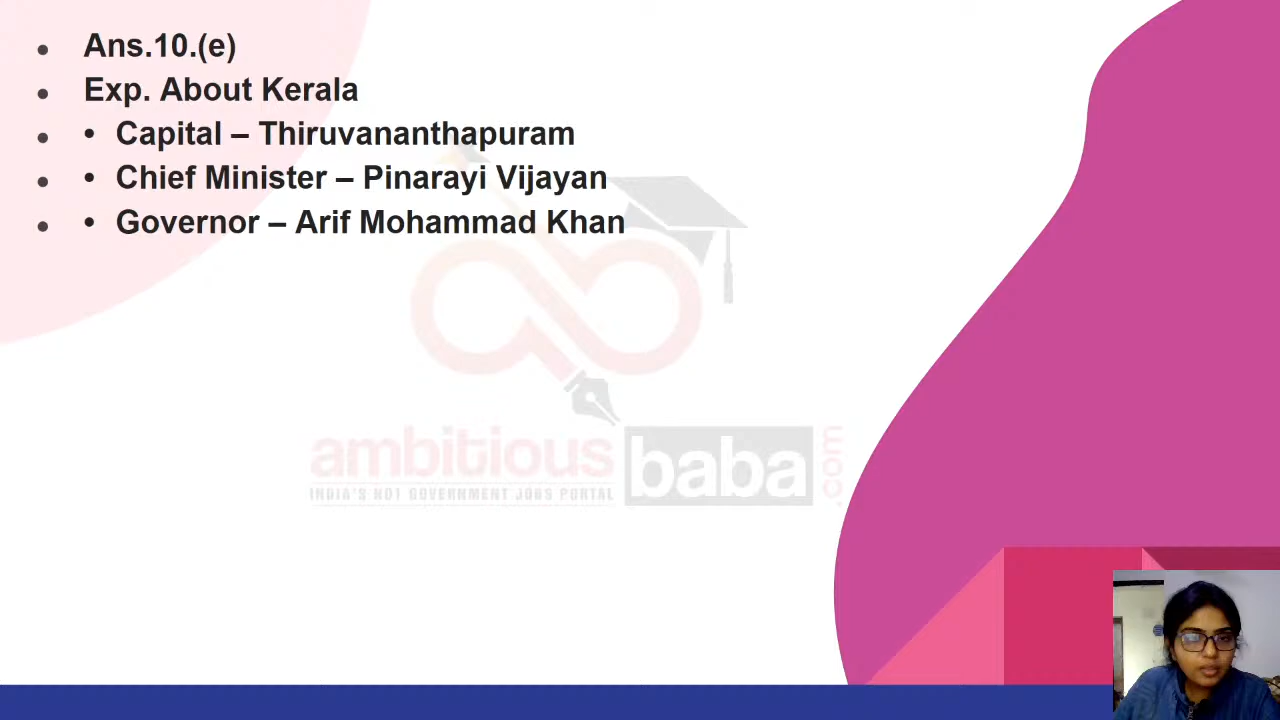 Ans.10.(e)
Exp. About Kerala
• Capital – Thiruvananthapuram
• Chief Minister – Pinarayi Vijayan
• Governor – Arif Mohammad Khan
ambitious baba .com
INDIA'S NO1 GOVERNMENT JOBS PORTAL